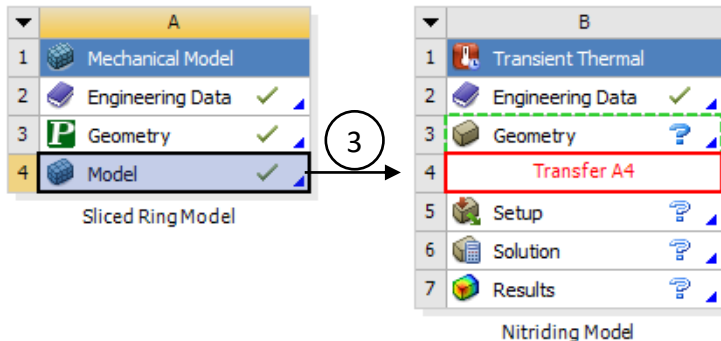 A
1 Mechanical Model
2 Engineering Data
3 P Geometry
4 Model
Sliced Ring Model
3
B
1 Transient Thermal
2 Engineering Data
3 Geometry ?
4 Transfer A4
5 Setup ?
6 Solution ?
7 Results ?
Nitriding Model